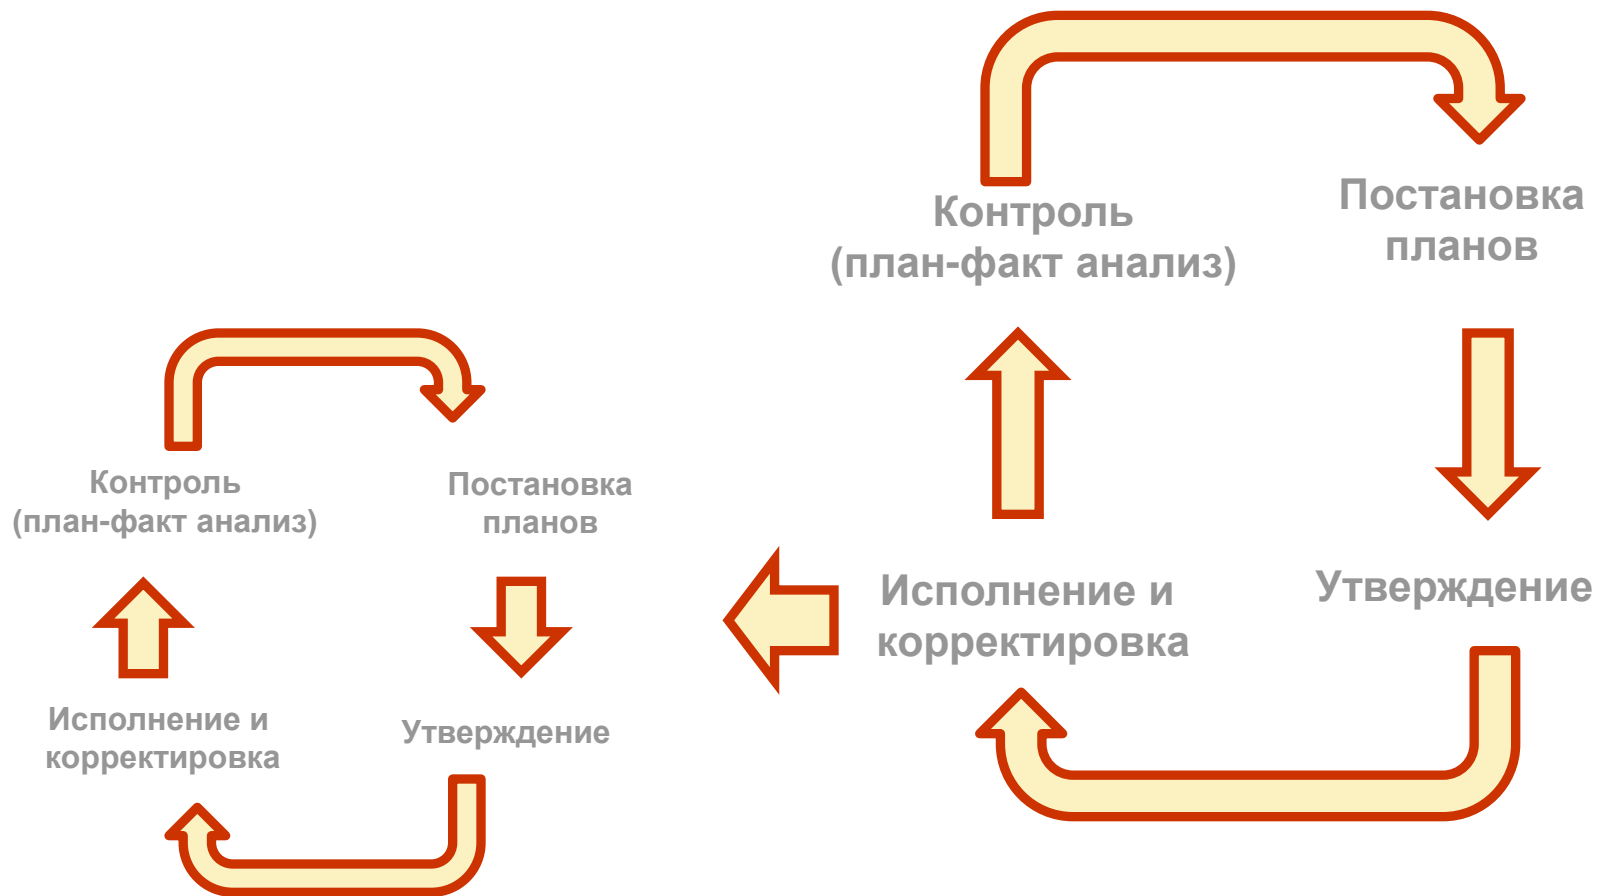 Контроль
(план-факт анализ)
Постановка
планов
Исполнение и
корректировка
Утверждение
Контроль
(план-факт анализ)
Постановка
планов
Исполнение и
корректировка
Утверждение